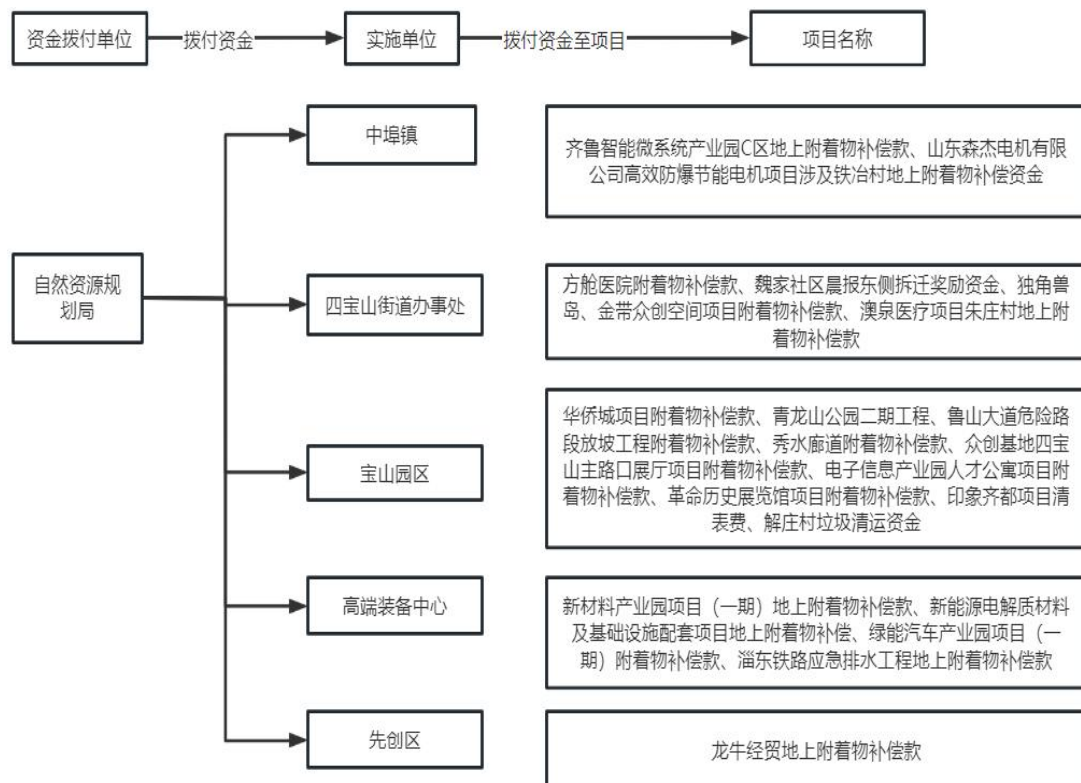 资金拨付单位
拨付资金
实施单位
拨付资金至项目
项目名称
中埠镇
齐鲁智能微系统产业园C区地上附着物补偿款、山东森杰电机有限
公司高效防爆节能电机项目涉及铁冶村地上附着物补偿资金
自然资源规
划局
四宝山街道办事处
方舱医院附着物补偿款、魏家社区晨报东侧拆迁奖励资金、独角兽
岛、金带众创空间项目附着物补偿款、澳泉医疗项目朱庄村地上附
着物补偿款
宝山园区
华侨城项目附着物补偿款、青龙山公园二期工程、鲁山大道危险路
段放坡工程附着物补偿款、秀水廊道附着物补偿款、众创基地四宝
山主路口展厅项目附着物补偿款、电子信息产业园人才公寓项目附
着物补偿款、革命历史展览馆项目附着物补偿款、印象齐都项目清
表费、解庄村垃圾清运资金
高端装备中心
新材料产业园项目（一期）地上附着物补偿款、新能源电解质材料
及基础设施配套项目地上附着物补偿、绿能汽车产业园项目（一
期）附着物补偿款、淄东铁路应急排水工程地上附着物补偿款
先创区
龙牛经贸地上附着物补偿款